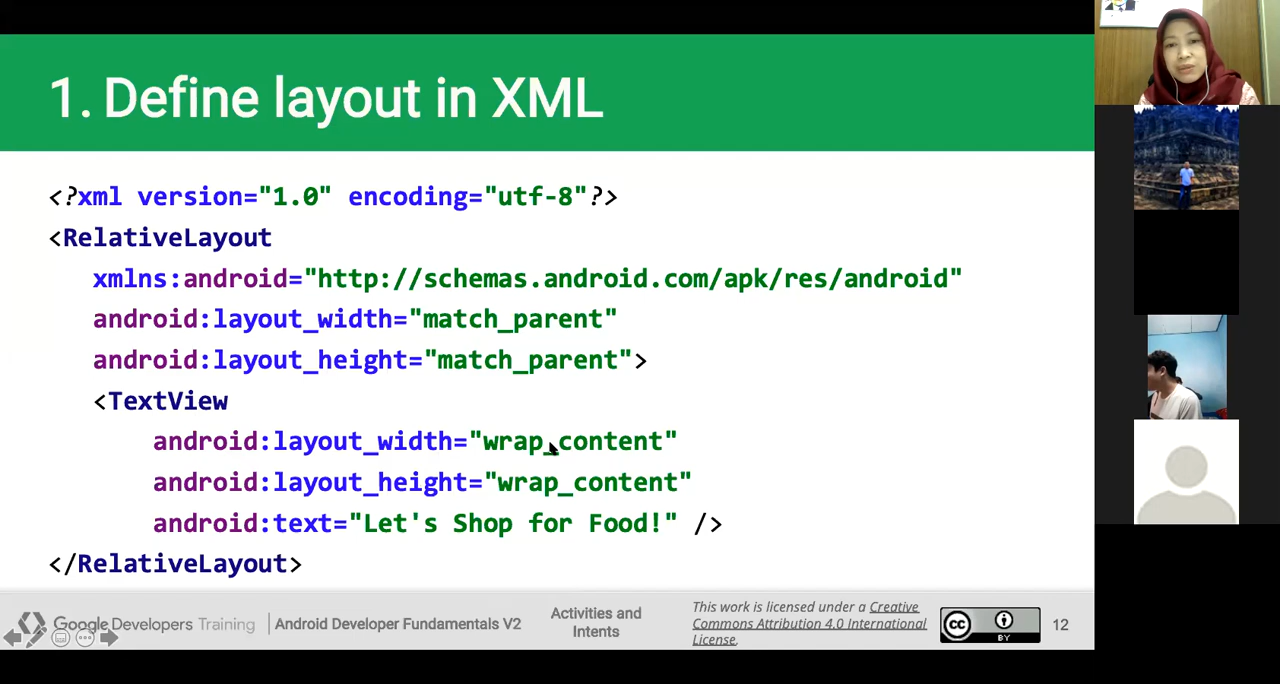 1. Define layout in XML
<?xml version="1.0" encoding="utf-8"?>
<RelativeLayout
xmlns:android="http://schemas.android.com/apk/res/android"
android:layout_width="match_parent"
android:layout_height="match_parent">
<TextView
android:layout_width="wrap_content"
android:layout_height="wrap_content"
android:text="Let's Shop for Food!" />
</RelativeLayout>
Google Developers Training
Android Developer Fundamentals V2
Activities and
Intents
This work is licensed under a Creative
Commons Attribution 4.0 International
License.
cc
BY
12